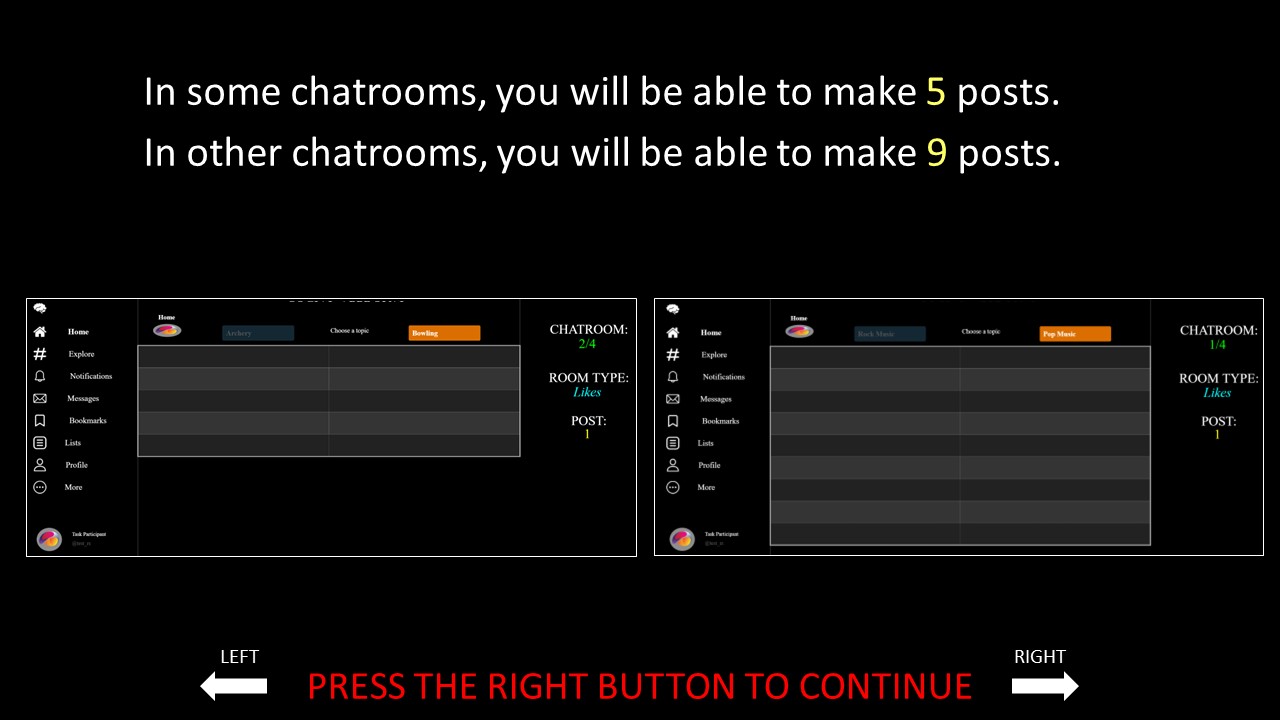 In some chatrooms, you will be able to make 5 posts.
In other chatrooms, you will be able to make 9 posts.
Home
Archery
Choose a topic
Bowling
Home
Explore
Notifications
Messages
Bookmarks
Lists
Profile
More
Task Participant
CHATROOM:
2/4
ROOM TYPE:
Likes
POST:
1
Home
Rock Music
Choose a topic
Pop Music
Home
Explore
Notifications
Messages
Bookmarks
Lists
Profile
More
Task Participant
CHATROOM:
1/4
ROOM TYPE:
Likes
POST:
1
LEFT
RIGHT
PRESS THE RIGHT BUTTON TO CONTINUE